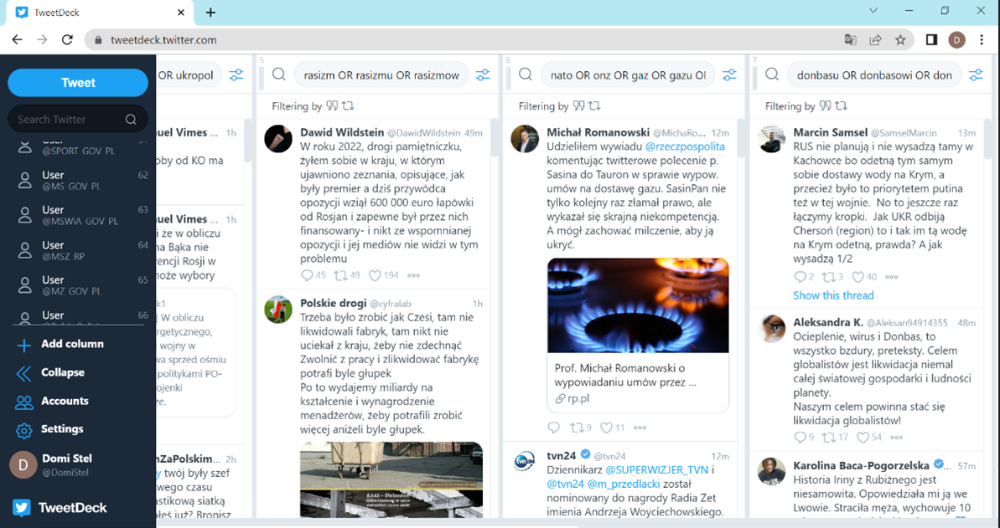 TweetDeck
tweetdeck.twitter.com
D
Tweet
Search Twitter
@SPORT_GOV_PL
User 62
@MS_GOV_PL
User 63
@MSWiA_GOV_PL
User 64
@MSZ_RP
User 65
@MZ_GOV_PL
User 66
Add column
Collapse
Accounts
Settings
D
Domi Stel
@DomiStel
TweetDeck
OR ukropol
uel Vimes ... 1h
oby od KO ma
uel Vimes ... 1h
i że w obliczu
na Bąka nie
encji Rosji w
oże wybory
k1
] W obliczu
rgetycznego,
wojny w
wa sprzed ośmiu
politykami PO-
ojenki
ze.
nZaPolskim... 2h
y twój były szef
wego czasu
astikową siatką
łeś już? Bronisz
5
rasizm OR rasizmu OR rasizmow
Filtering by
Dawid Wildstein @DawidWildstein 49m
W roku 2022, drogi pamiętniczku,
żyłem sobie w kraju, w którym
ujawniono zeznania, opisujące, jak
były premier a dziś przywódca
opozycji wziął 600 000 euro łapówki
od Rosjan i zapewne był przez nich
finansowany- i nikt ze wspomnianej
opozycji i jej mediów nie widzi w tym
problemu
45 49 194
Polskie drogi @cyfralab 1h
Trzeba było zrobić jak Czesi, tam nie
likwidowali fabryk, tam nikt nie
uciekał z kraju, żeby nie zdechnąć
Zwolnić z pracy i zlikwidować fabrykę
potrafi byle głupek
Po to wydajemy miliardy na
kształcenie i wynagrodzenie
menadżerów, żeby potrafili zrobić
więcej aniżeli byle głupek.
Łódź - Uniontex
6
nato OR onz OR gaz OR gazu OI
Filtering by
Michał Romanowski @MichaRo... 12m
Udzieliłem wywiadu @rzeczpospolita
komentując twitterowe polecenie p.
Sasina do Tauron w sprawie wypow.
umów na dostawę gazu. SasinPan nie
tylko kolejny raz złamał prawo, ale
wykazał się skrajną niekompetencją.
A mógł zachować milczenie, aby ją
ukryć.
Prof. Michał Romanowski o
wypowiadaniu umów przez ...
rp.pl
9 11
tvn24 @tvn24 12m
Dziennikarz @SUPERWIZJER_TVN i
@tvn24 @m_przedlacki został
nominowany do nagrody Radia Zet
imienia Andrzeja Woyciechowskiego.
7
donbasu OR donbasowi OR don
Filtering by
Marcin Samsel @SamselMarcin 13m
RUS nie planują i nie wysadzą tamy w
Kachowce bo odetną tym samym
sobie dostawy wody na Krym, a
przecież było to priorytetem putina
też w tej wojnie. No to jeszcze raz
łączymy kropki. Jak UKR odbiją
Chersoń (region) to i tak im tą wodę
na Krym odetną, prawda? A jak
wysadzą 1/2
2 3 40
Show this thread
Aleksandra K. @Aleksan94914355 48m
Ocieplenie, wirus i Donbas, to
wszystko bzdury, preteksty. Celem
globalistów jest likwidacja niemal
całej światowej gospodarki i ludności
planety.
Naszym celem powinna stać się
likwidacja globalistów!
9 17 54
Karolina Baca-Pogorzelska ... 57m
Historia Iriny z Rubiżnego jest
niesamowita. Opowiedziała mi ją we
Lwowie. Straciła męża, wychowuje 10